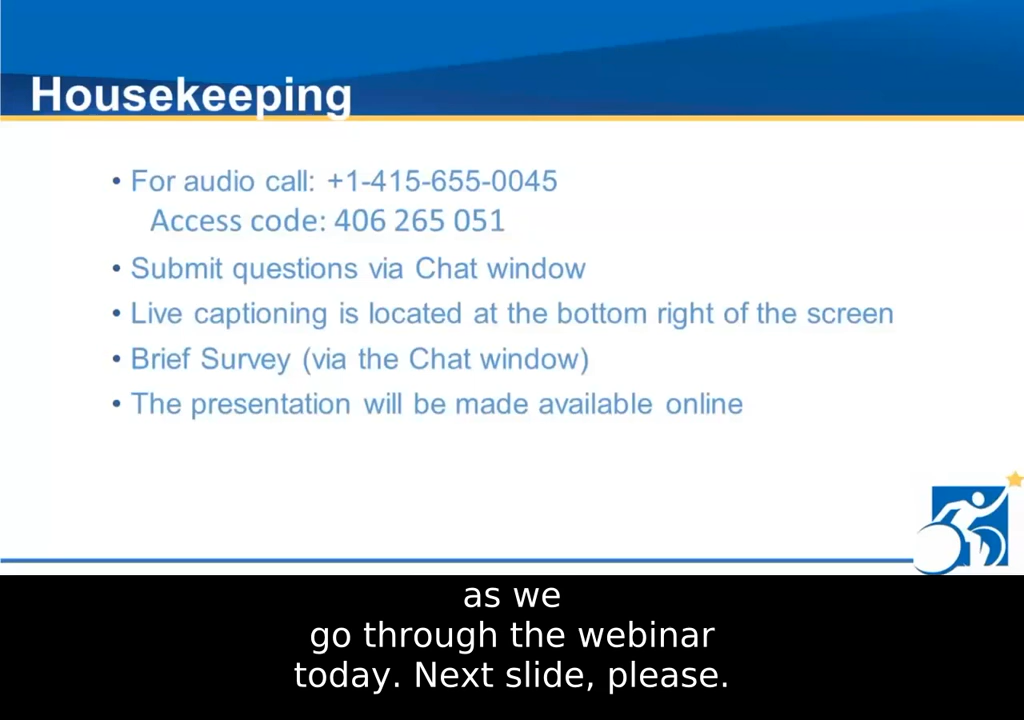 Housekeeping
• For audio call: +1-415-655-0045
Access code: 406 265 051
• Submit questions via Chat window
• Live captioning is located at the bottom right of the screen
• Brief Survey (via the Chat window)
• The presentation will be made available online
as we
go through the webinar
today. Next slide, please.